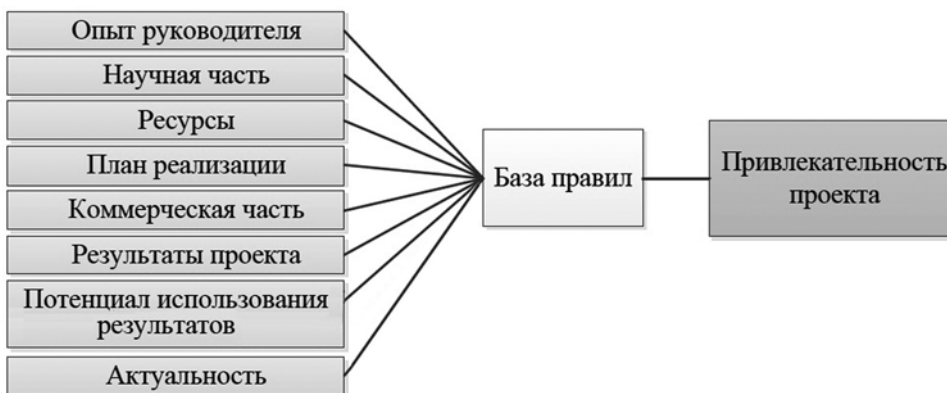 Опыт руководителя
Научная часть
Ресурсы
План реализации
Коммерческая часть
Результаты проекта
Потенциал использования
результатов
Актуальность
База правил
Привлекательность
проекта